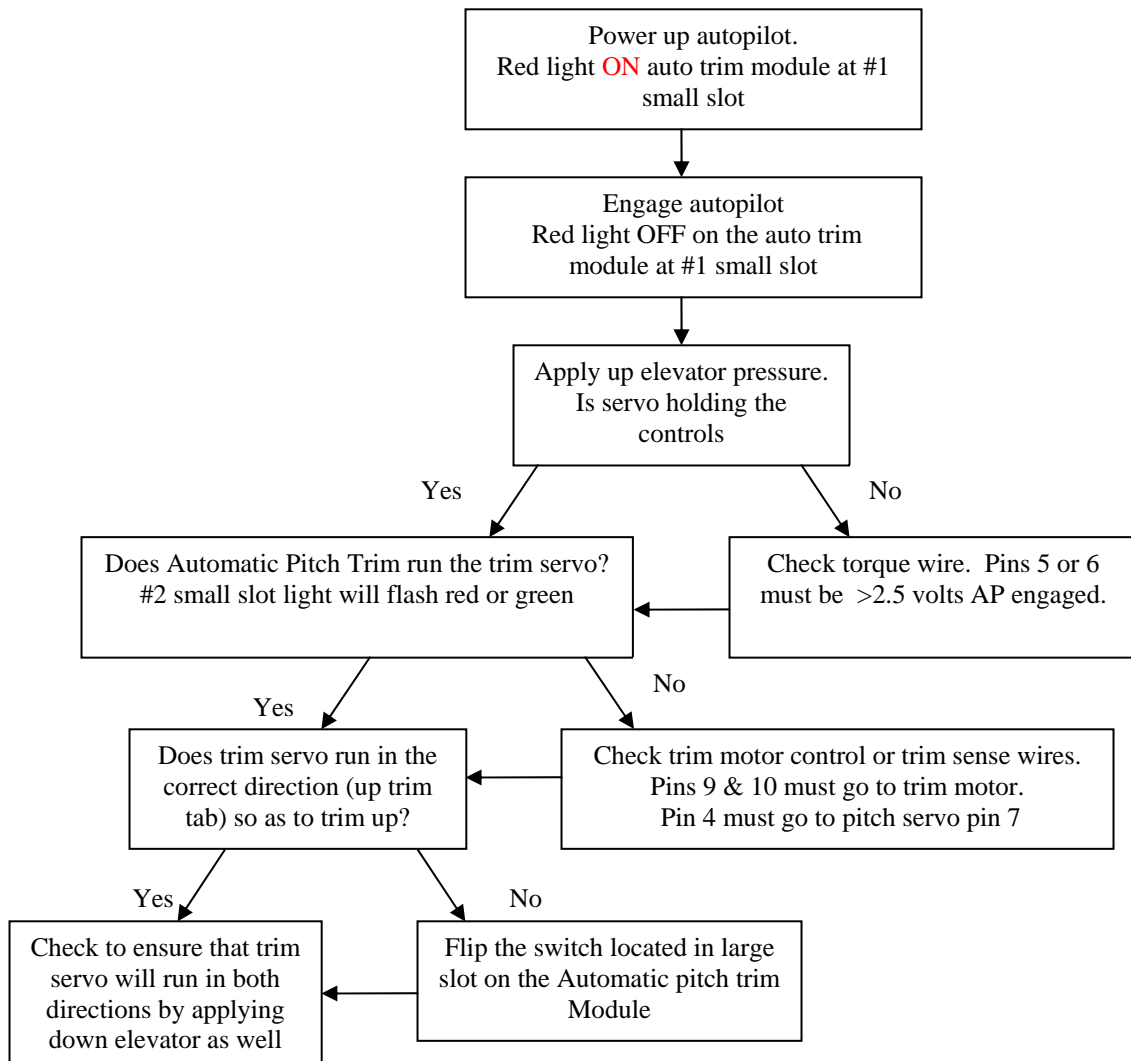 Power up autopilot.
Red light ON auto trim module at #1
small slot
Engage autopilot
Red light OFF on the auto trim
module at #1 small slot
Apply up elevator pressure.
Is servo holding the
controls
Yes
No
Does Automatic Pitch Trim run the trim servo?
#2 small slot light will flash red or green
Check torque wire. Pins 5 or 6
must be >2.5 volts AP engaged.
Yes
No
Does trim servo run in the
correct direction (up trim
tab) so as to trim up?
Check trim motor control or trim sense wires.
Pins 9 & 10 must go to trim motor.
Pin 4 must go to pitch servo pin 7
Yes
No
Check to ensure that trim
servo will run in both
directions by applying
down elevator as well
Flip the switch located in large
slot on the Automatic pitch trim
Module